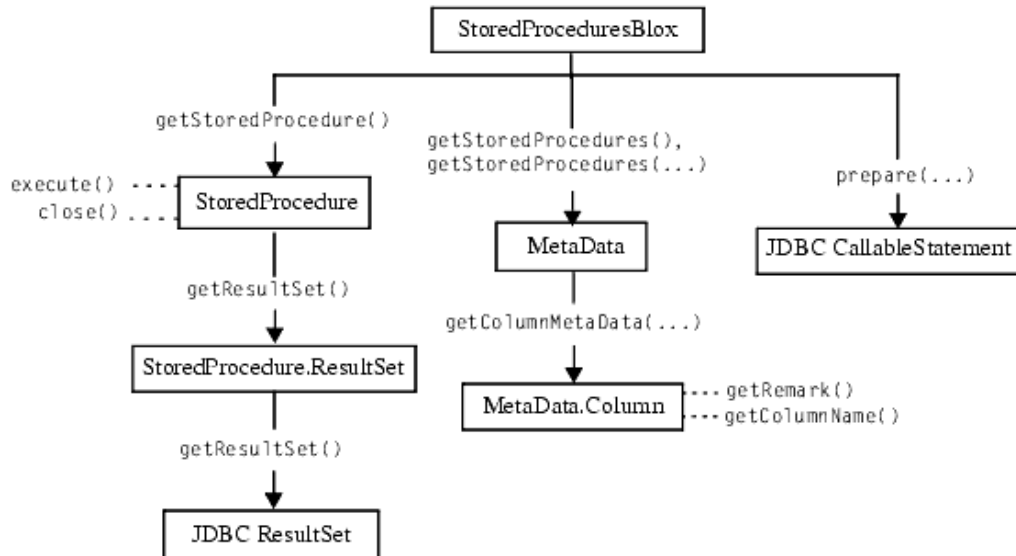 StoredProceduresBlox
getStoredProcedure()
getStoredProcedures(),
getStoredProcedures(...)
prepare(...)
execute()
close()
StoredProcedure
MetaData
JDBC CallableStatement
getResultSet()
getColumnMetaData(...)
StoredProcedure.ResultSet
MetaData.Column
getRemark()
getColumnName()
getResultSet()
JDBC ResultSet